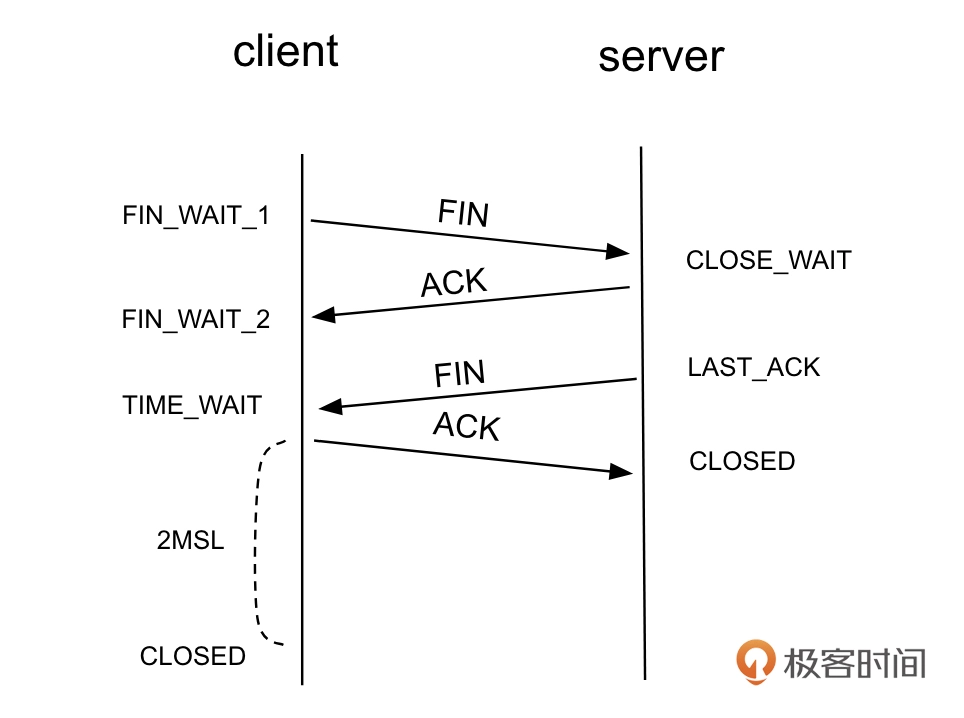 client
server
FIN_WAIT_1
FIN
CLOSE_WAIT
ACK
FIN_WAIT_2
FIN
LAST_ACK
TIME_WAIT
ACK
CLOSED
2MSL
CLOSED
极客时间